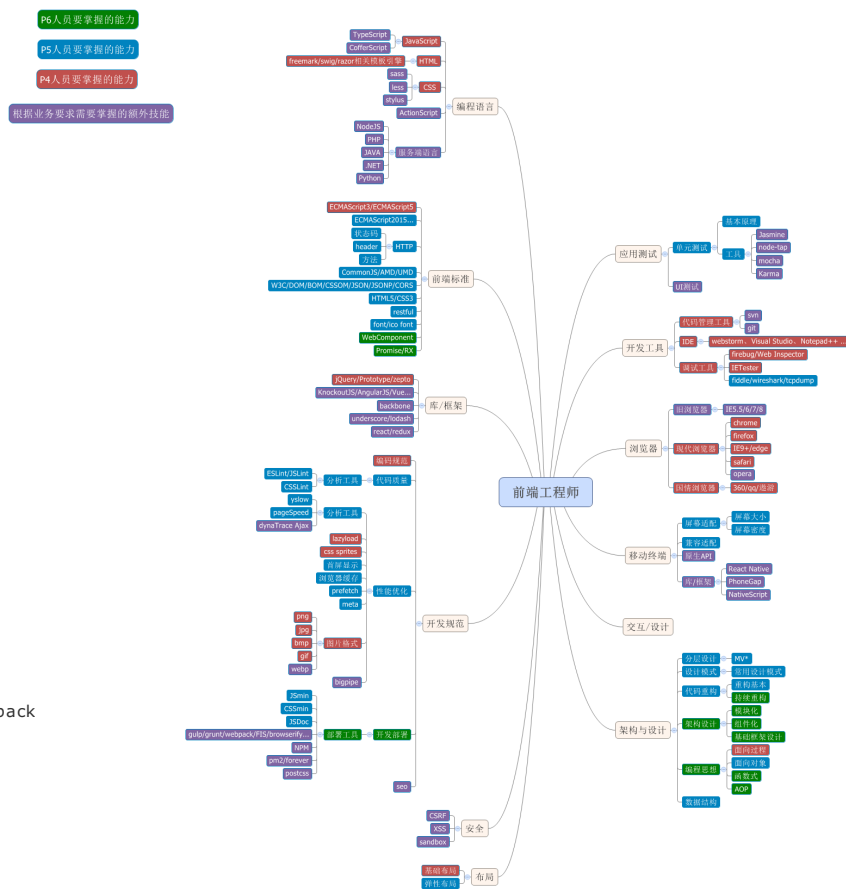 P6人员要掌握的能力
P5人员要掌握的能力
P4人员要掌握的能力
根据业务要求需要掌握的额外技能
前端工程师
编程语言
JavaScript
TypeScript
CofferScript
HTML
freemark/swig/razor相关模板引擎
CSS
sass
less
stylus
ActionScript
服务端语言
NodeJS
PHP
JAVA
.NET
Python
前端标准
ECMAScript3/ECMAScript5
ECMAScript2015...
HTTP
状态码
header
方法
CommonJS/AMD/UMD
W3C/DOM/BOM/CSSOM/JSON/JSONP/CORS
HTML5/CSS3
restful
font/ico font
WebComponent
Promise/RX
库/框架
jQuery/Prototype/zepto
KnockoutJS/AngularJS/Vue...
backbone
underscore/lodash
react/redux
开发规范
编码规范
代码质量
分析工具
ESLint/JSLint
CSSLint
性能优化
分析工具
yslow
pageSpeed
dynaTrace Ajax
lazyload
css sprites
首屏显示
浏览器缓存
prefetch
meta
图片格式
png
jpg
bmp
gif
webp
bigpipe
开发部署
部署工具
JSmin
CSSmin
JSDoc
gulp/grunt/webpack/FIS/browserify...
NPM
pm2/forever
postcss
seo
back
安全
CSRF
XSS
sandbox
布局
基础布局
弹性布局
应用测试
单元测试
基本原理
工具
Jasmine
node-tap
mocha
Karma
UI测试
开发工具
代码管理工具
svn
git
IDE
webstorm、Visual Studio、Notepad++ ...
调试工具
firebug/Web Inspector
IETester
fiddle/wireshark/tcpdump
浏览器
旧浏览器
IE5.5/6/7/8
现代浏览器
chrome
firefox
IE9+/edge
safari
opera
国情浏览器
360/qq/遨游
移动终端
屏幕适配
屏幕大小
屏幕密度
兼容适配
原生API
库/框架
React Native
PhoneGap
NativeScript
交互/设计
架构与设计
分层设计
MV*
设计模式
常用设计模式
代码重构
重构基本
持续重构
架构设计
模块化
组件化
基础框架设计
编程思想
面向过程
面向对象
函数式
AOP
数据结构